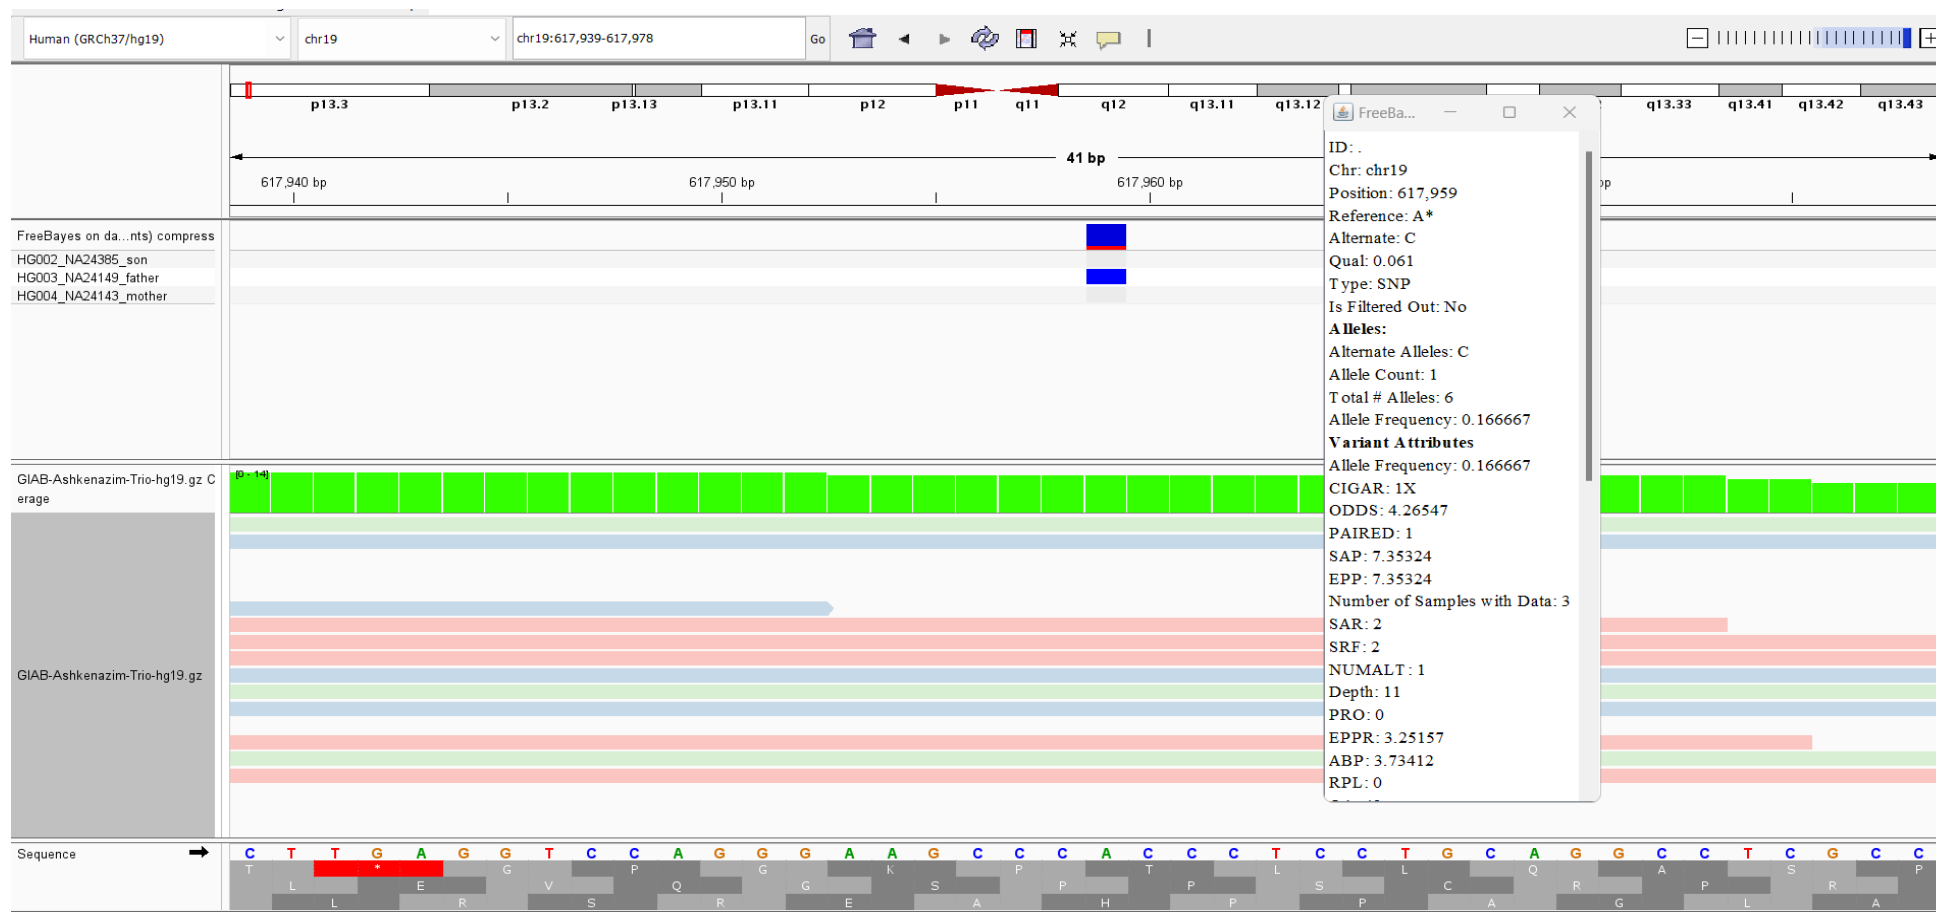 Human (GRCh37/hg19) chr19 chr19:617,939-617,978 Go
p13.3 p13.2 p13.13 p13.11 p12 p11 q11 q12 q13.11 q13.12 q13.33 q13.41 q13.42 q13.43
41 bp
617,940 bp 617,950 bp 617,960 bp bp
FreeBayes on da...nts) compress
HG002_NA24385_son
HG003_NA24149_father
HG004_NA24143_mother
FreeBa...
ID: .
Chr: chr19
Position: 617,959
Reference: A*
Alternate: C
Qual: 0.061
Type: SNP
Is Filtered Out: No
Alleles:
Alternate Alleles: C
Allele Count: 1
Total # Alleles: 6
Allele Frequency: 0.166667
Variant Attributes
Allele Frequency: 0.166667
CIGAR: 1X
ODDS: 4.26547
PAIRED: 1
SAP: 7.35324
EPP: 7.35324
Number of Samples with Data: 3
SAR: 2
SRF: 2
NUMALT: 1
Depth: 11
PRO: 0
EPPR: 3.25157
ABP: 3.73412
RPL: 0
GIAB-Ashkenazim-Trio-hg19.gz C
erage
[0 - 14]
GIAB-Ashkenazim-Trio-hg19.gz
Sequence
C T T G A G G T C C A G G G A A G C C C A C C C T C C T G C A G G C C T C G C C
T * G P G K P T L L Q A S P
L E V Q G S P P S C R P R
L R S R E A H P P A G L A